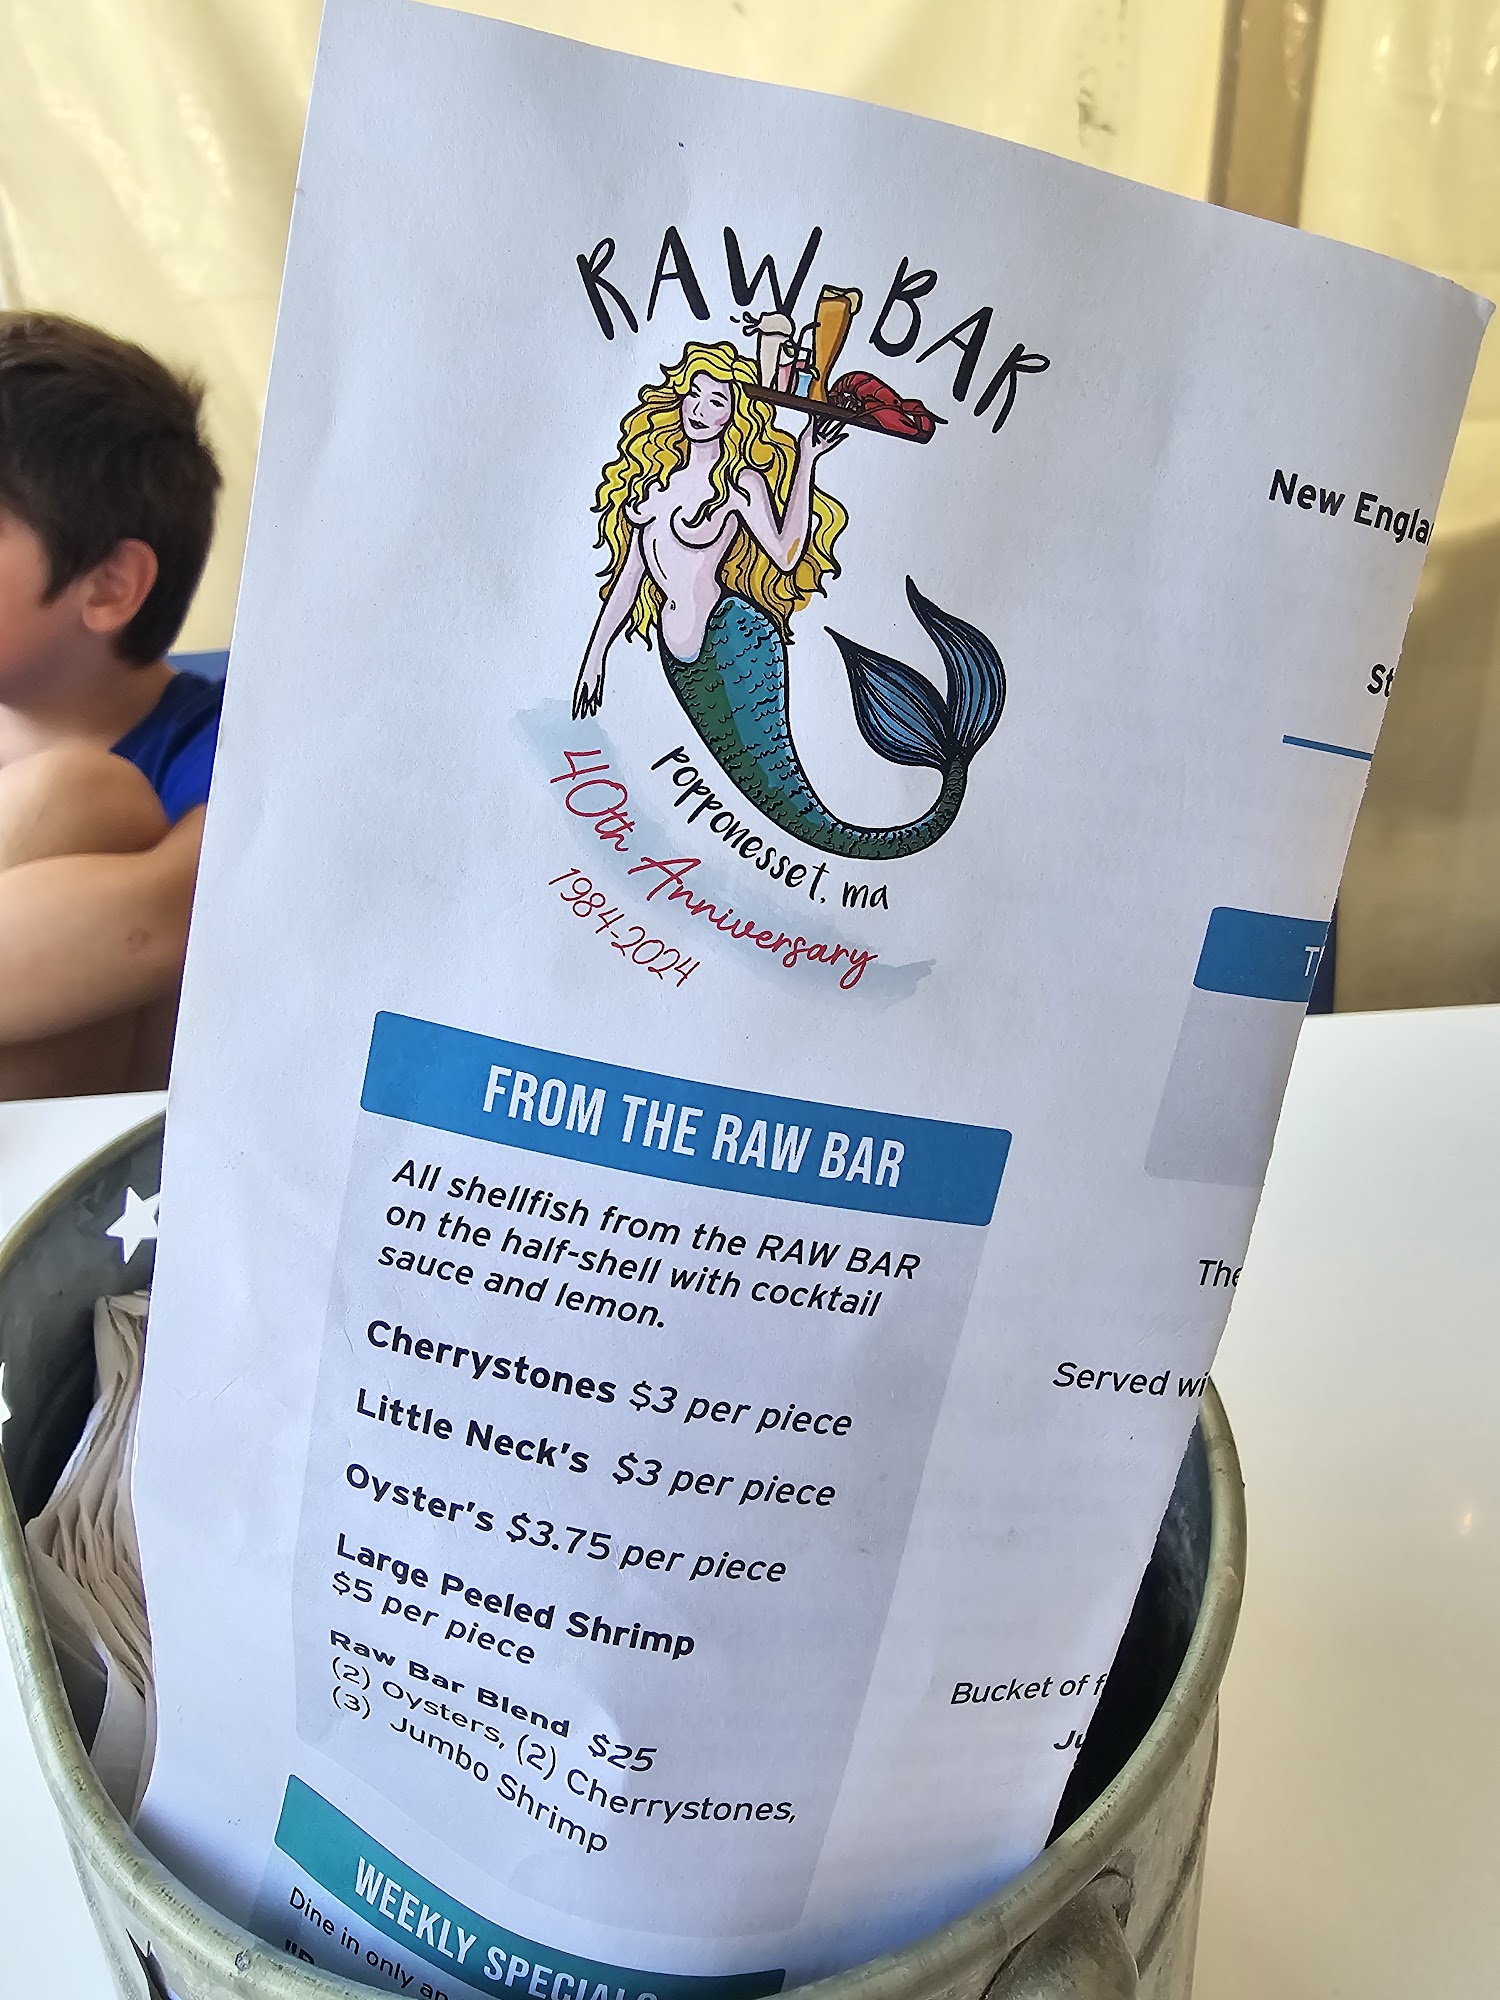 RAW BAR
POPPONESSET, MA
40th Anniversary
1984-2024
FROM THE RAW BAR
All shellfish from the RAW BAR
on the half-shell with cocktail
sauce and lemon.
Cherrystones $3 per piece
Little Neck's $3 per piece
Oyster's $3.75 per piece
Large Peeled Shrimp
$5 per piece
Raw Bar Blend $25
(2) Oysters, (2) Cherrystones,
(3) Jumbo Shrimp
WEEKLY SPECIALS
Dine in only
New
Served
Bucket of